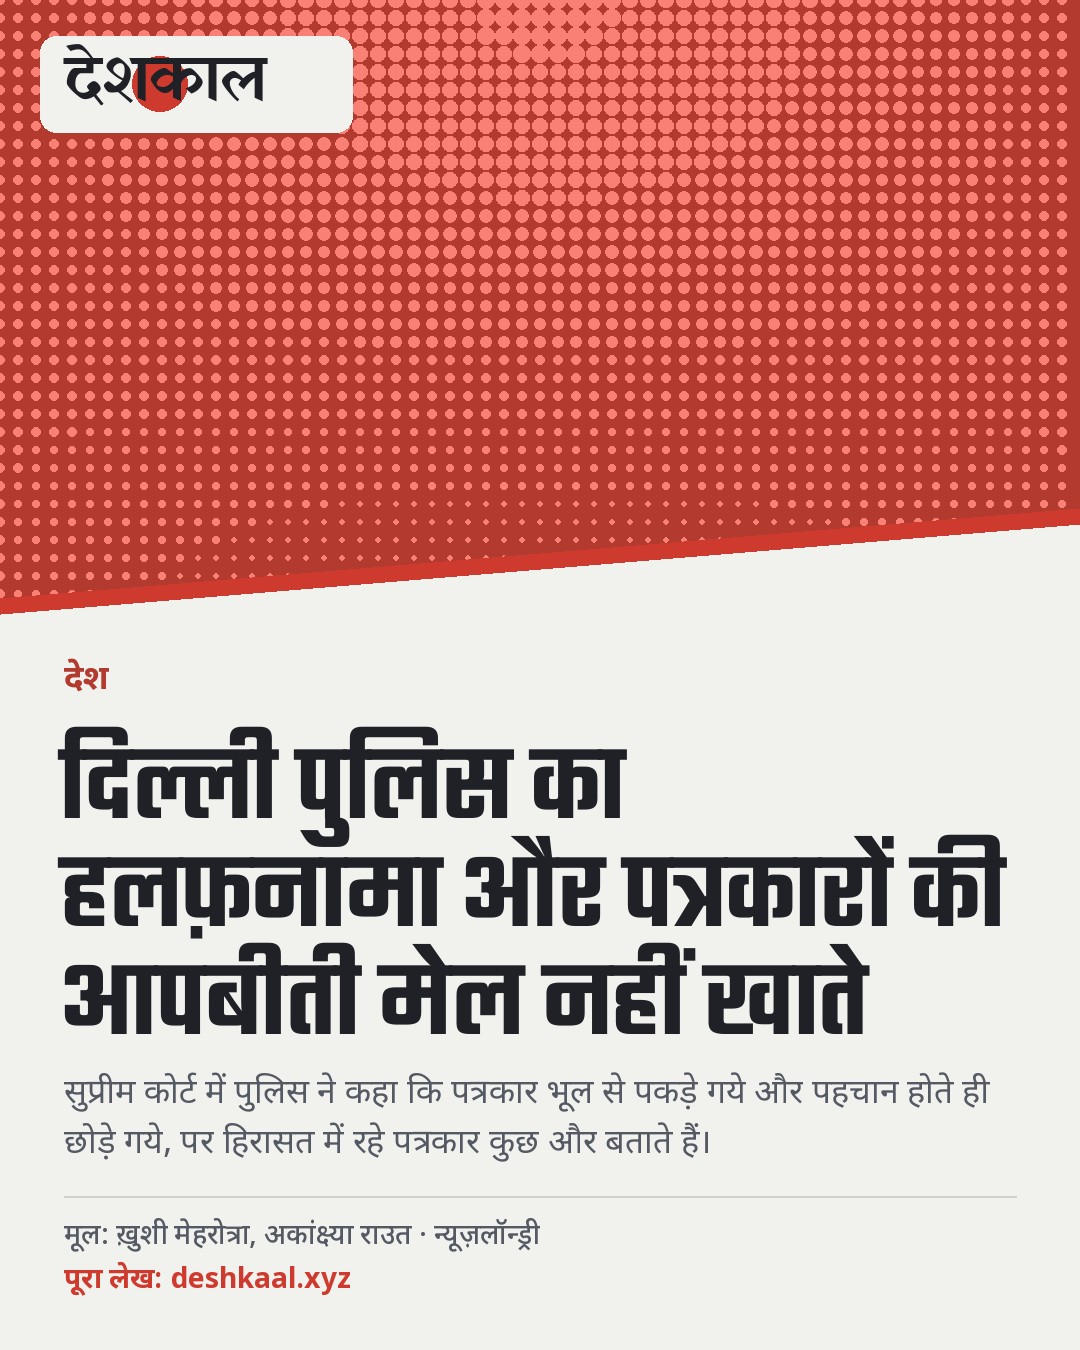 देशकाल
देश
दिल्ली पुलिस का
हलफ़नामा और पत्रकारों की
आपबीती मेल नहीं खाते
सुप्रीम कोर्ट में पुलिस ने कहा कि पत्रकार भूल से पकड़े गये और पहचान होते ही
छोड़े गये, पर हिरासत में रहे पत्रकार कुछ और बताते हैं।
मूल: ख़ुशी मेहरोत्रा, अकांक्ष्या राउत · न्यूज़लॉन्ड्री
पूरा लेख: deshkaal.xyz